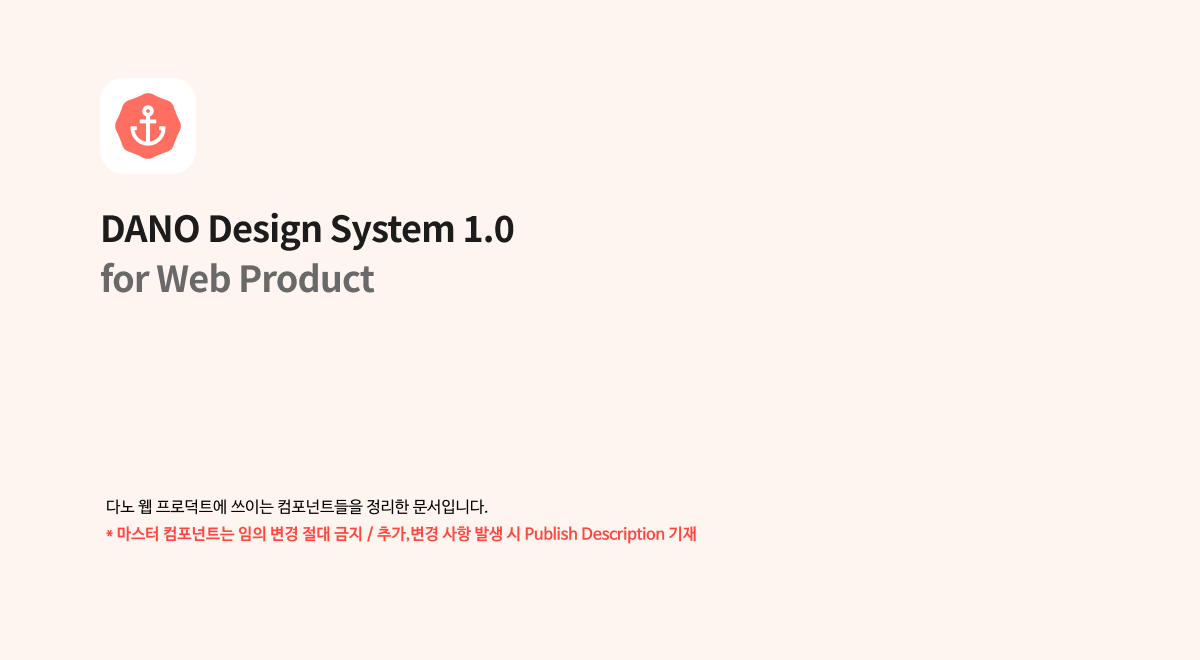 DANO Design System 1.0
for Web Product
다노 웹 프로덕트에 쓰이는 컴포넌트들을 정리한 문서입니다.
* 마스터 컴포넌트는 임의 변경 절대 금지 / 추가,변경 사항 발생 시 Publish Description 기재